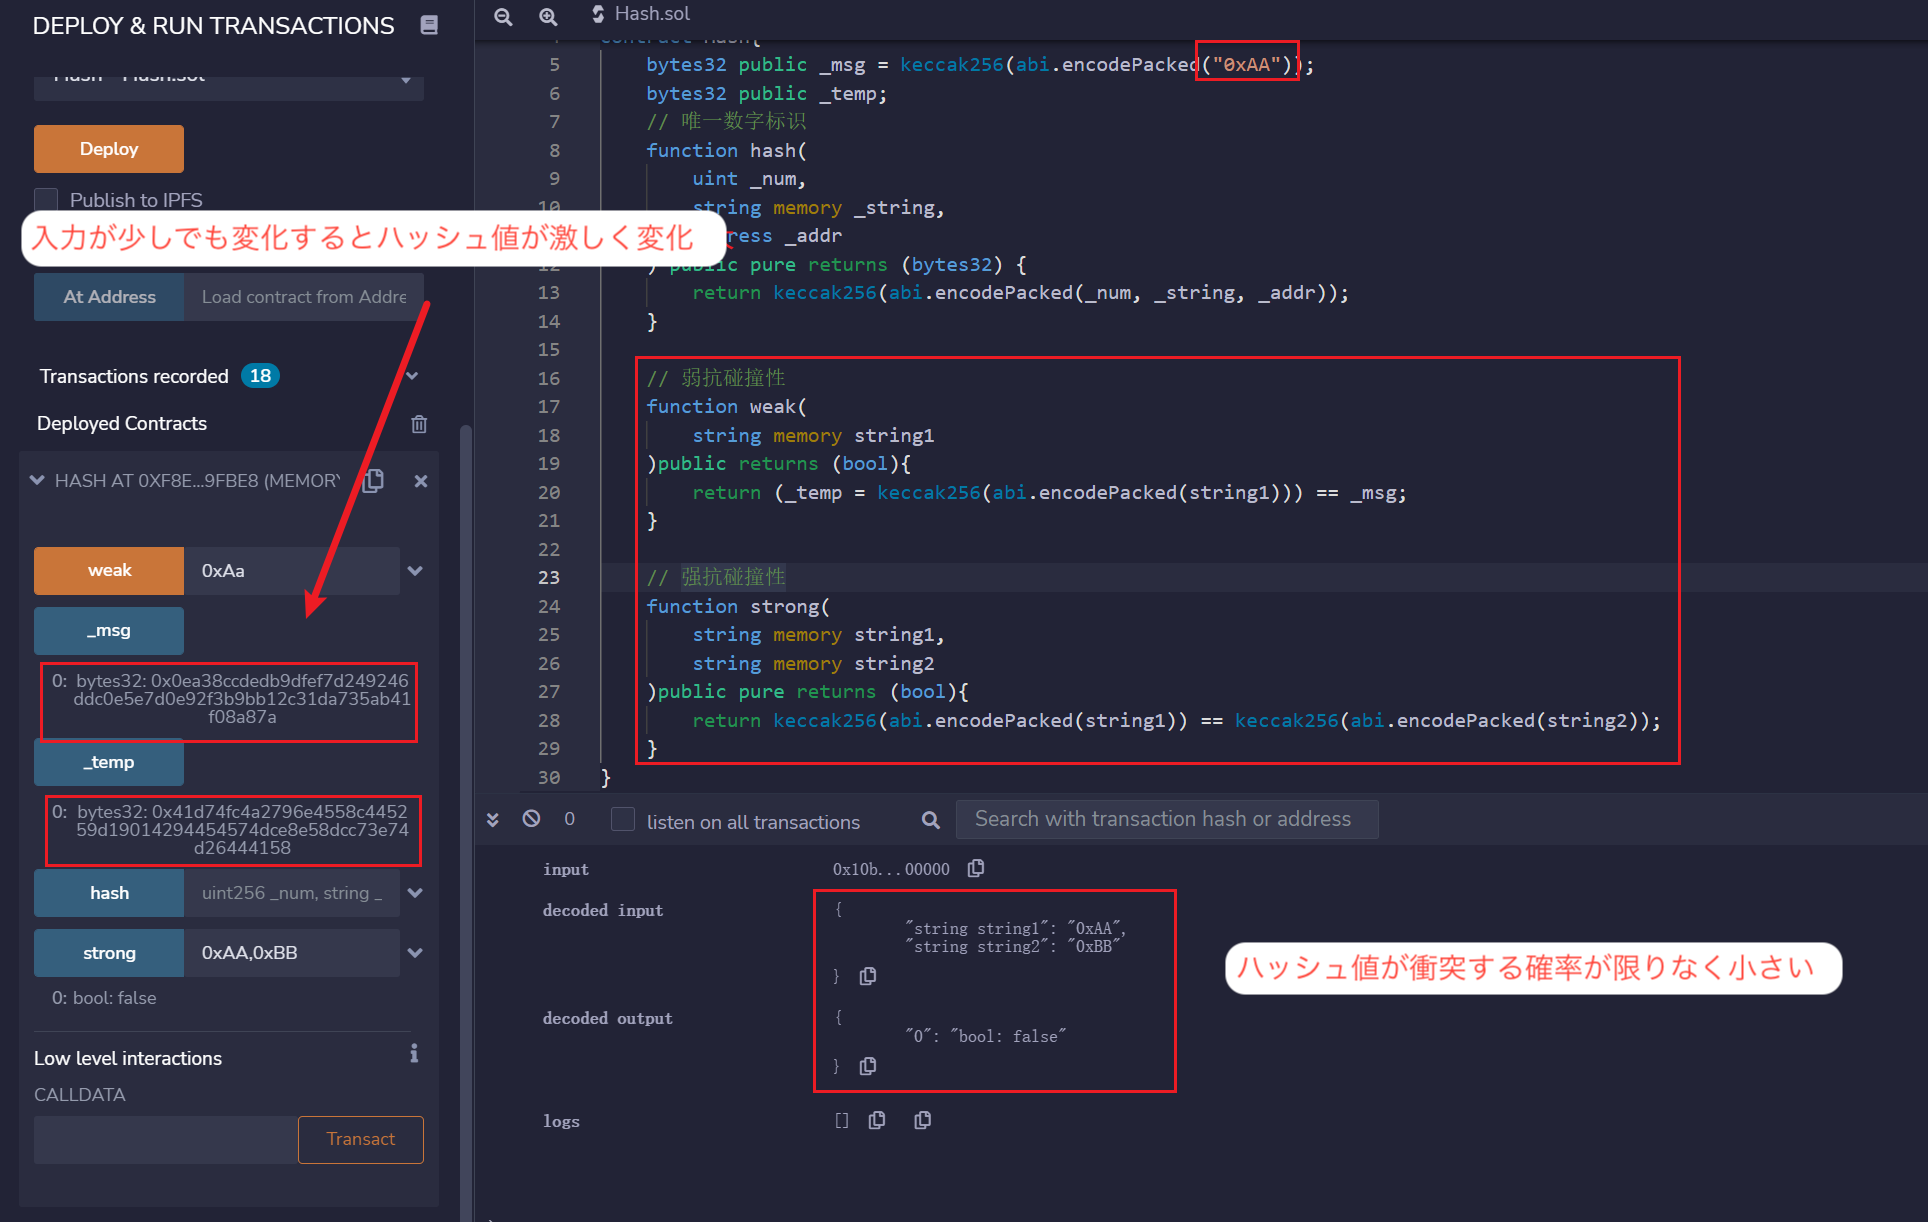 DEPLOY & RUN TRANSACTIONS
Hash - Hash.sol
Deploy
Publish to IPFS
入力が少しでも変化するとハッシュ値が激しく変化
At Address Load contract from Addre
Transactions recorded 18
Deployed Contracts
HASH AT 0XF8E...9FBE8 (MEMORY
weak 0xAa
_msg
0: bytes32: 0x0ea38ccdedb9dfef7d249246
ddc0e5e7d0e92f3b9bb12c31da735ab41
f08a87a
_temp
0: bytes32: 0x41d74fc4a2796e4558c4452
59d19014294454574dce8e58dcc73e74
d26444158
hash uint256 _num, string _
strong 0xAA,0xBB
0: bool: false
Low level interactions
CALLDATA
Transact
Hash.sol
4 contract Hash{
5 bytes32 public _msg = keccak256(abi.encodePacked("0xAA"));
6 bytes32 public _temp;
7 // 唯一数字标识
8 function hash(
9 uint _num,
10 string memory _string,
ress _addr
12 ) public pure returns (bytes32) {
13 return keccak256(abi.encodePacked(_num, _string, _addr));
14 }
15
16 // 弱抗碰撞性
17 function weak(
18 string memory string1
19 )public returns (bool){
20 return (_temp = keccak256(abi.encodePacked(string1))) == _msg;
21 }
22
23 // 强抗碰撞性
24 function strong(
25 string memory string1,
26 string memory string2
27 )public pure returns (bool){
28 return keccak256(abi.encodePacked(string1)) == keccak256(abi.encodePacked(string2));
29 }
30 }
0 listen on all transactions Search with transaction hash or address
input 0x10b...00000
decoded input {
"string string1": "0xAA",
"string string2": "0xBB"
}
ハッシュ値が衝突する確率が限りなく小さい
decoded output {
"0": "bool: false"
}
logs []